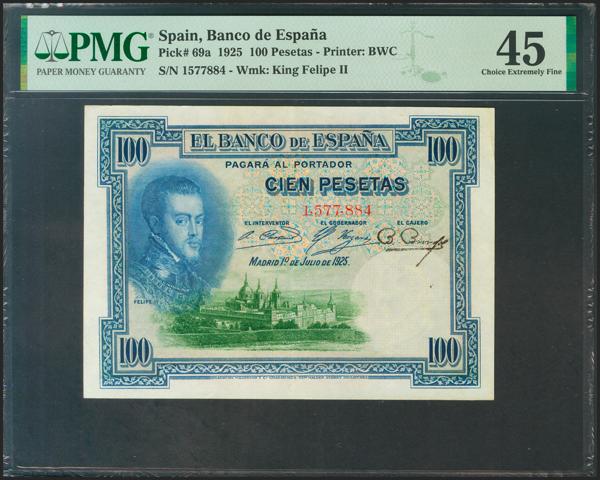 PMG
PAPER MONEY GUARANTY
Spain, Banco de España
Pick# 69a 1925 100 Pesetas - Printer: BWC
S/N 1577884 - Wmk: King Felipe II
45
Choice Extremely Fine
100
EL BANCO DE ESPAÑA
100
PAGARÁ AL PORTADOR
CIEN PESETAS
1,577,884
EL INTERVENTOR EL GOBERNADOR EL CAJERO
MADRID 1º DE JULIO DE 1925.
FELIPE II
100
100